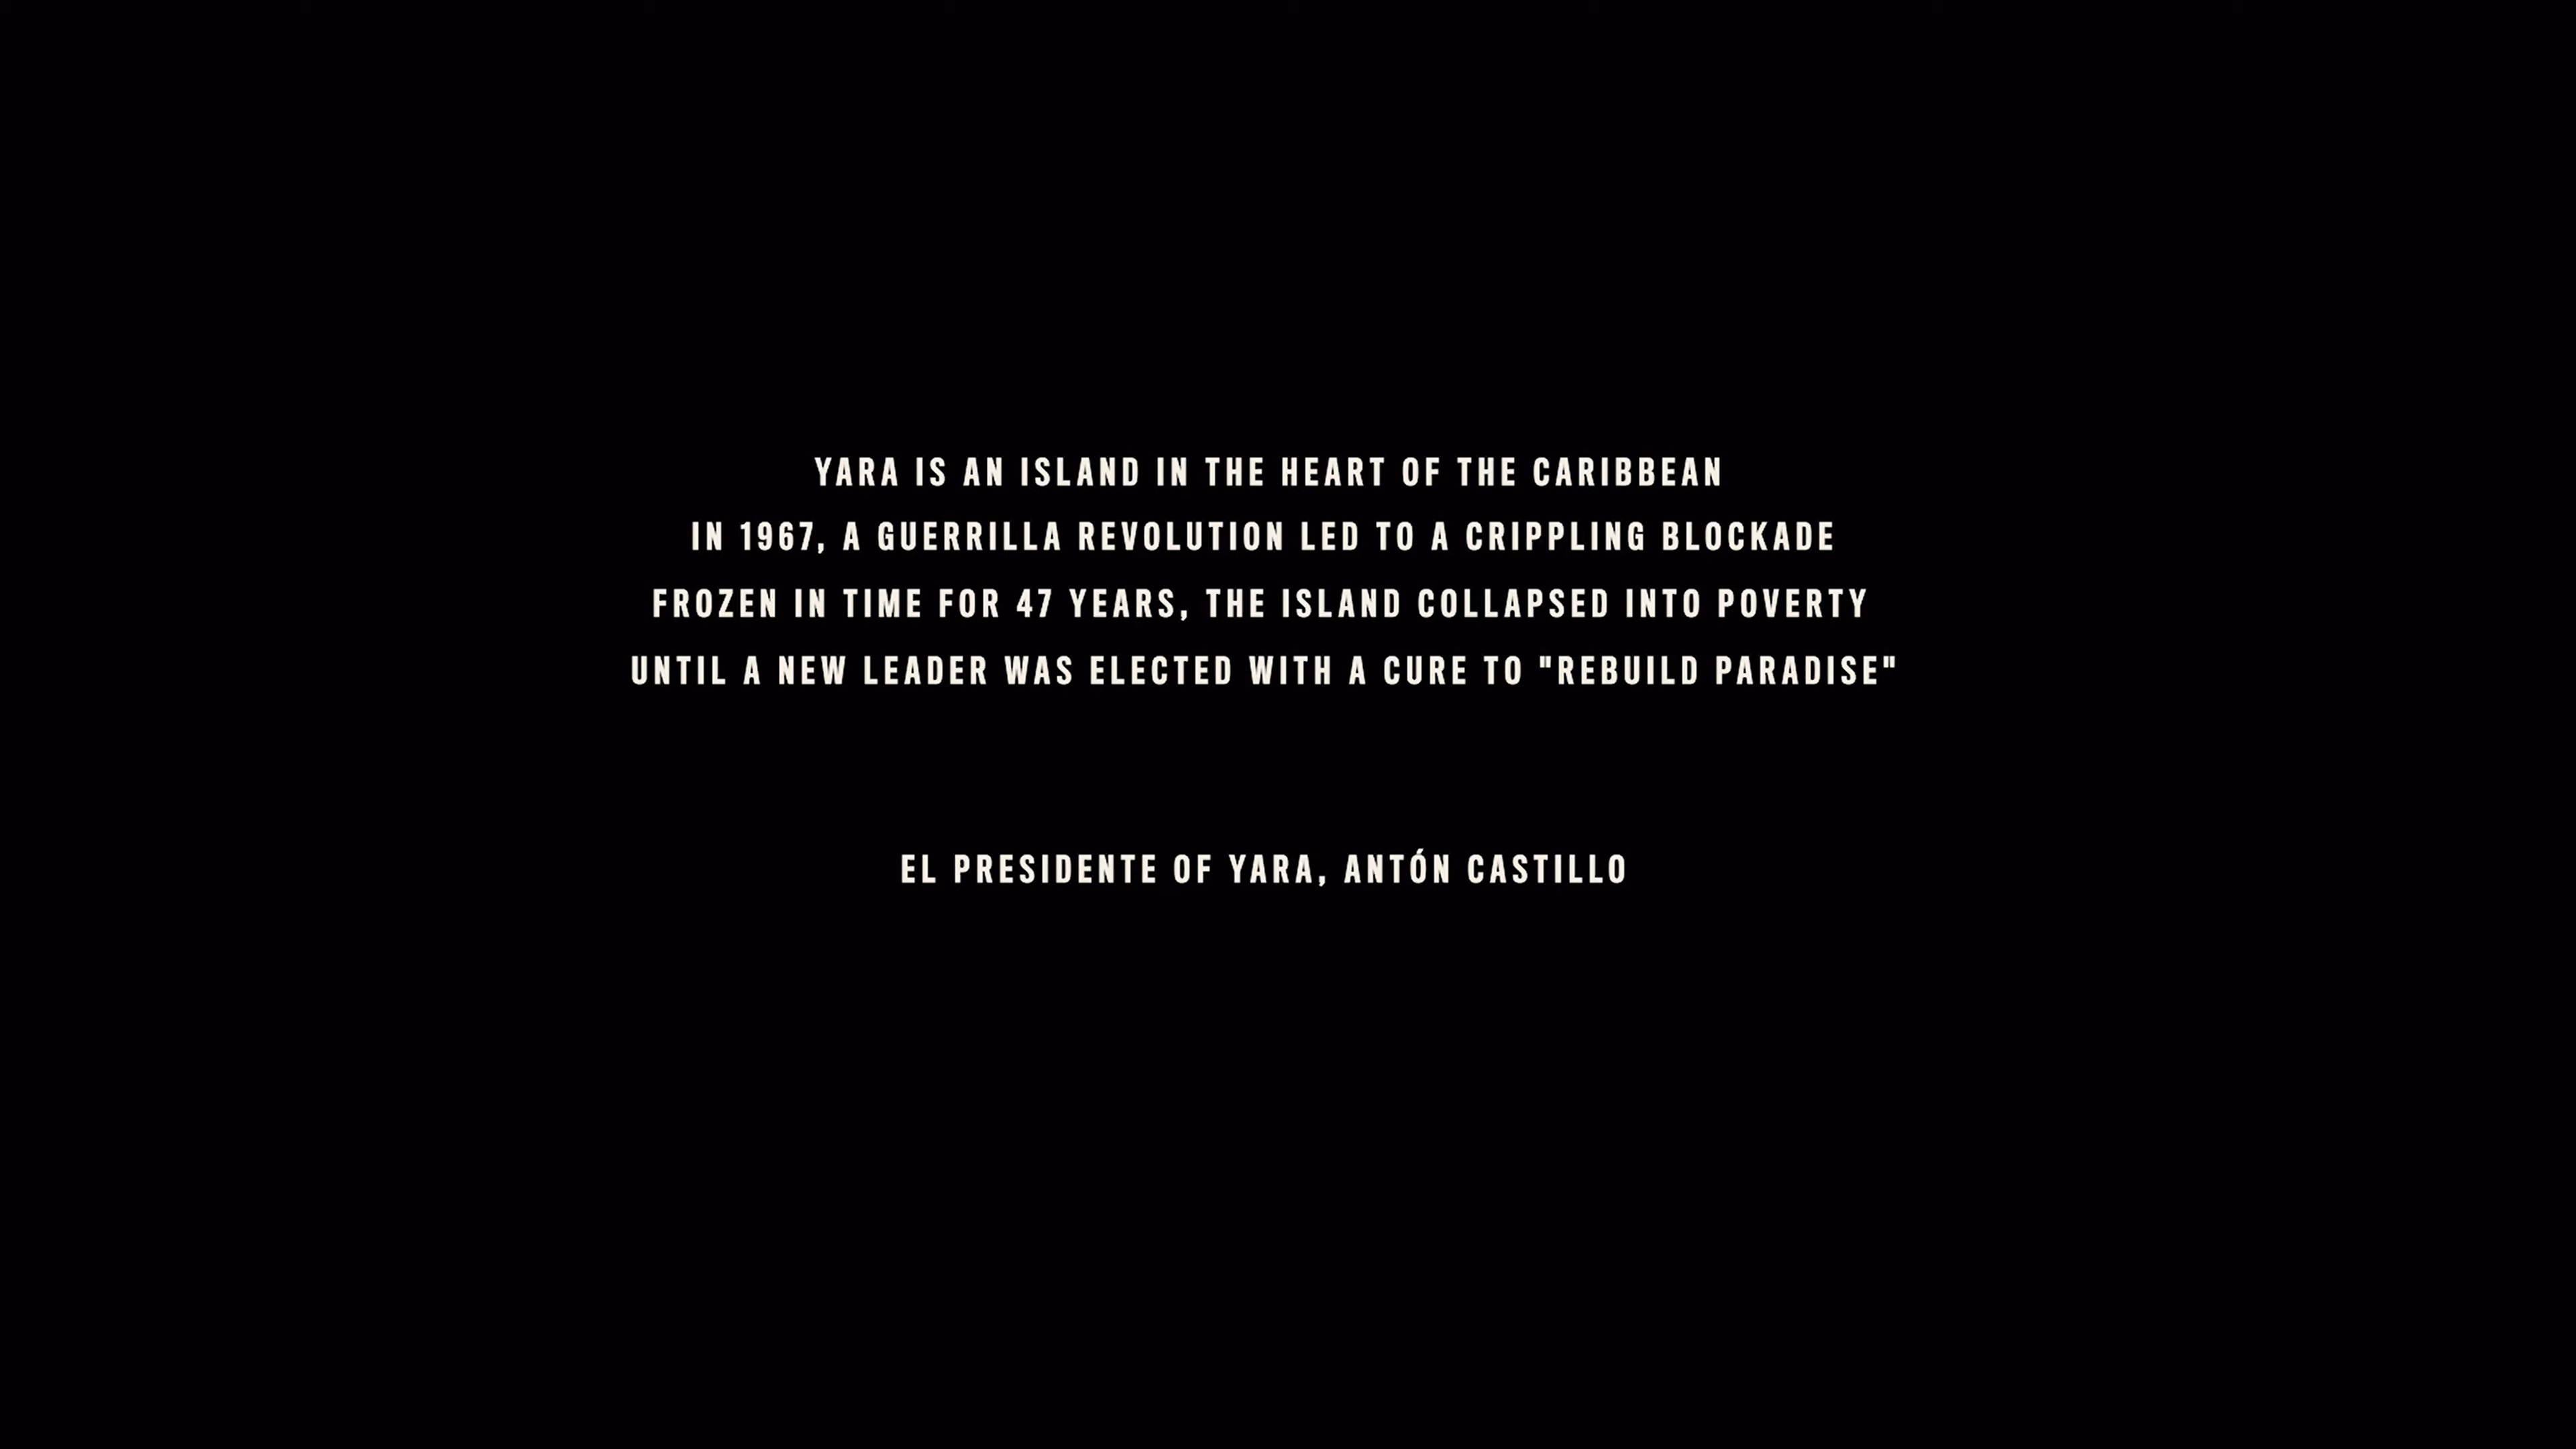 YARA IS AN ISLAND IN THE HEART OF THE CARIBBEAN
IN 1967, A GUERRILLA REVOLUTION LED TO A CRIPPLING BLOCKADE
FROZEN IN TIME FOR 47 YEARS, THE ISLAND COLLAPSED INTO POVERTY
UNTIL A NEW LEADER WAS ELECTED WITH A CURE TO "REBUILD PARADISE"
EL PRESIDENTE OF YARA, ANTÓN CASTILLO